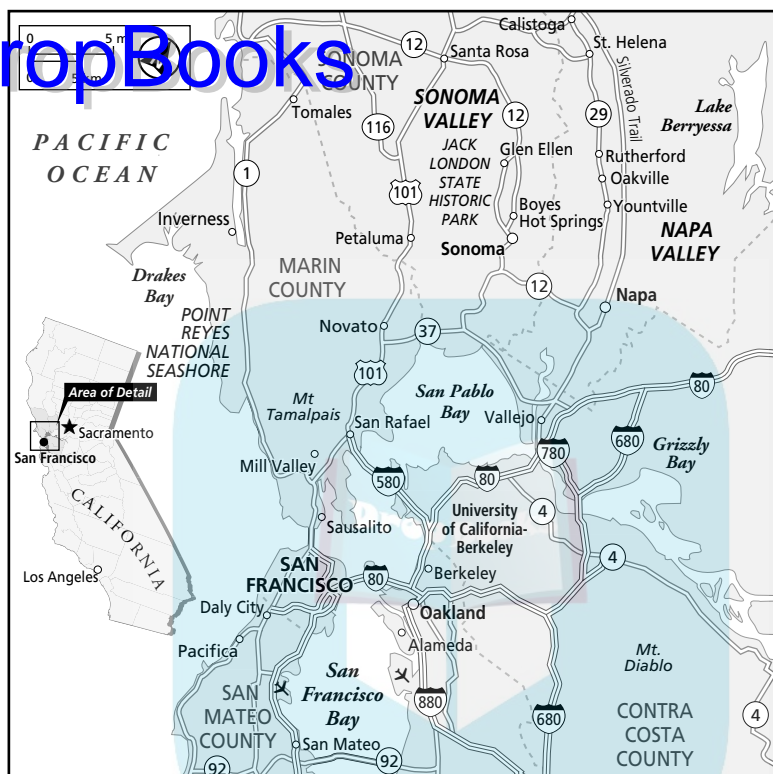 0 5 m
0 5 km
ropBooks
PACIFIC
OCEAN
SONOMA
COUNTY
12
Santa Rosa
Calistoga
St. Helena
Silverado Trail
Lake
Berryessa
Tomales
116
SONOMA
VALLEY
12
29
JACK
LONDON
STATE
HISTORIC
PARK
Glen Ellen
Rutherford
Oakville
1
101
Inverness
Boyes
Hot Springs
Yountville
NAPA
VALLEY
Petaluma
Sonoma
Drakes
Bay
MARIN
COUNTY
12
Napa
POINT
REYES
NATIONAL
SEASHORE
Novato
37
101
80
Area of Detail
Sacramento
San Francisco
CALIFORNIA
Los Angeles
Mt
Tamalpais
San Pablo
Bay
Vallejo
San Rafael
780
680
Grizzly
Bay
Mill Valley
580
80
University
of California-
Berkeley
4
Sausalito
4
SAN
FRANCISCO
80
Berkeley
Daly City
Oakland
Pacifica
Alameda
Mt.
Diablo
San
Francisco
Bay
SAN
MATEO
COUNTY
880
680
CONTRA
COSTA
COUNTY
4
San Mateo
92
92